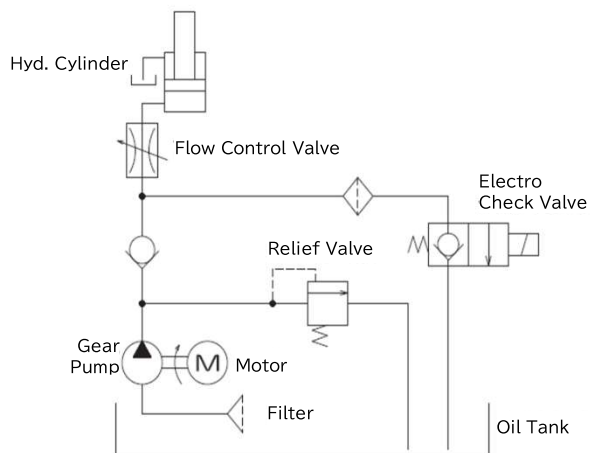 Hyd. Cylinder
Flow Control Valve
Electro
Check Valve
Relief Valve
Gear
Pump
M
Motor
Filter
Oil Tank